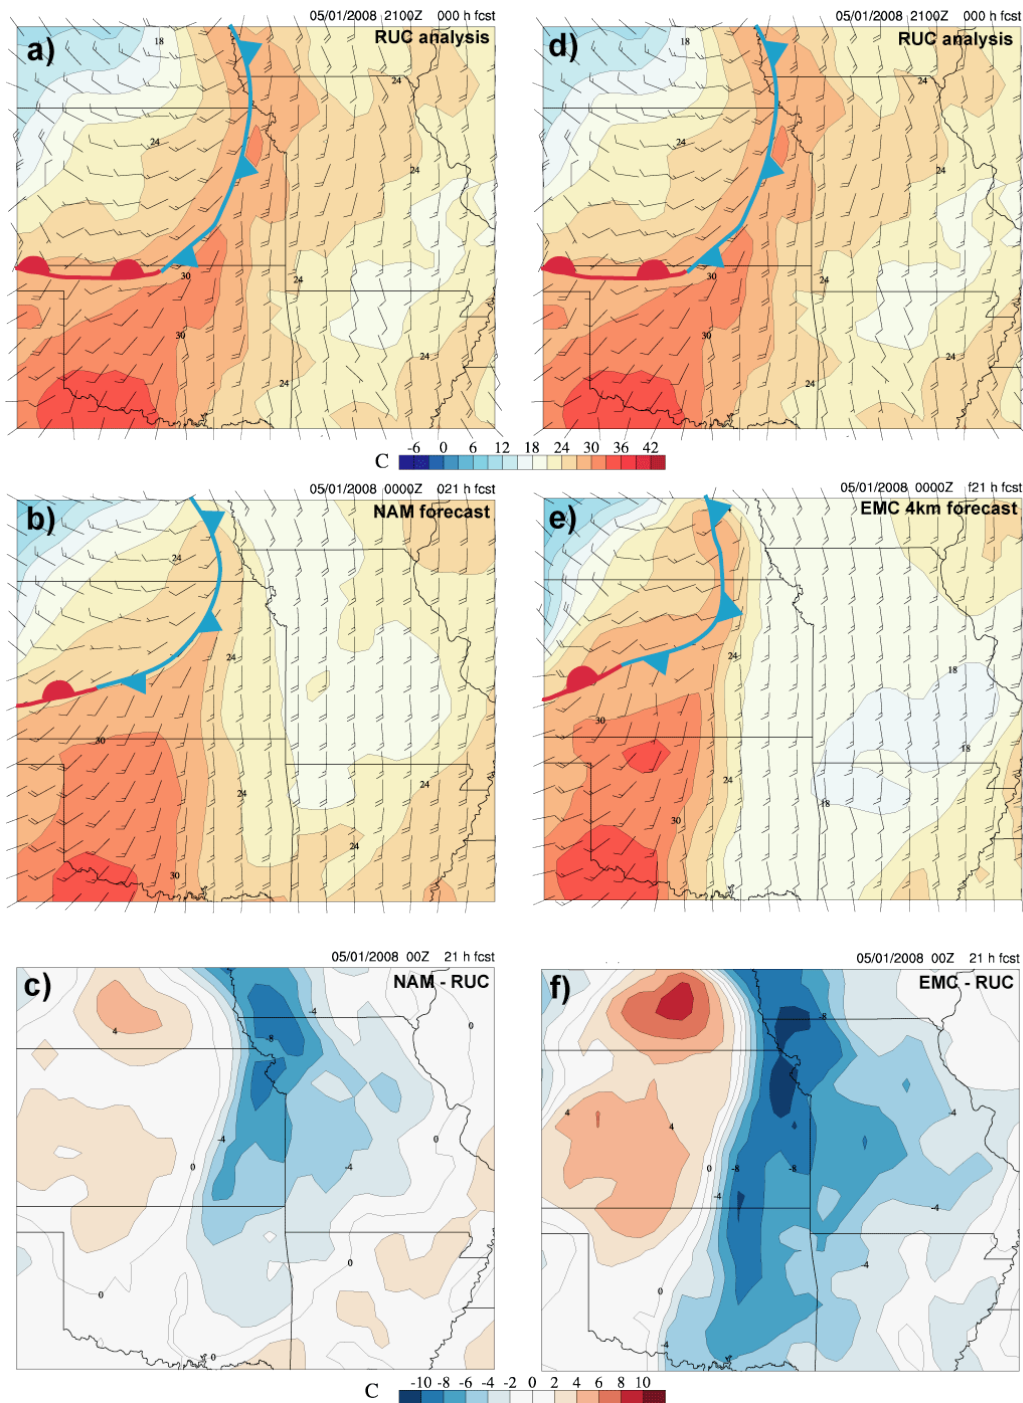 05/01/2008 2100Z 000 h fcst
a)
RUC analysis
18
24
24
24
30
24
30
24
24
05/01/2008 2100Z 000 h fcst
d)
RUC analysis
18
24
24
24
30
24
30
24
24
C -6 0 6 12 18 24 30 36 42
05/01/2008 0000Z 021 h fcst
b)
NAM forecast
24
24
30
24
24
24
30
05/01/2008 0000Z f21 h fcst
e)
EMC 4km forecast
24
18
30
18
24
18
30
05/01/2008 00Z 21 h fcst
c)
NAM - RUC
-4
0
4
-8
-4
0
0
-4
0
0
0
05/01/2008 00Z 21 h fcst
f)
EMC - RUC
-8
4
-4
4
0
-8
-8
-4
-4
-4
0
-4
C -10 -8 -6 -4 -2 0 2 4 6 8 10